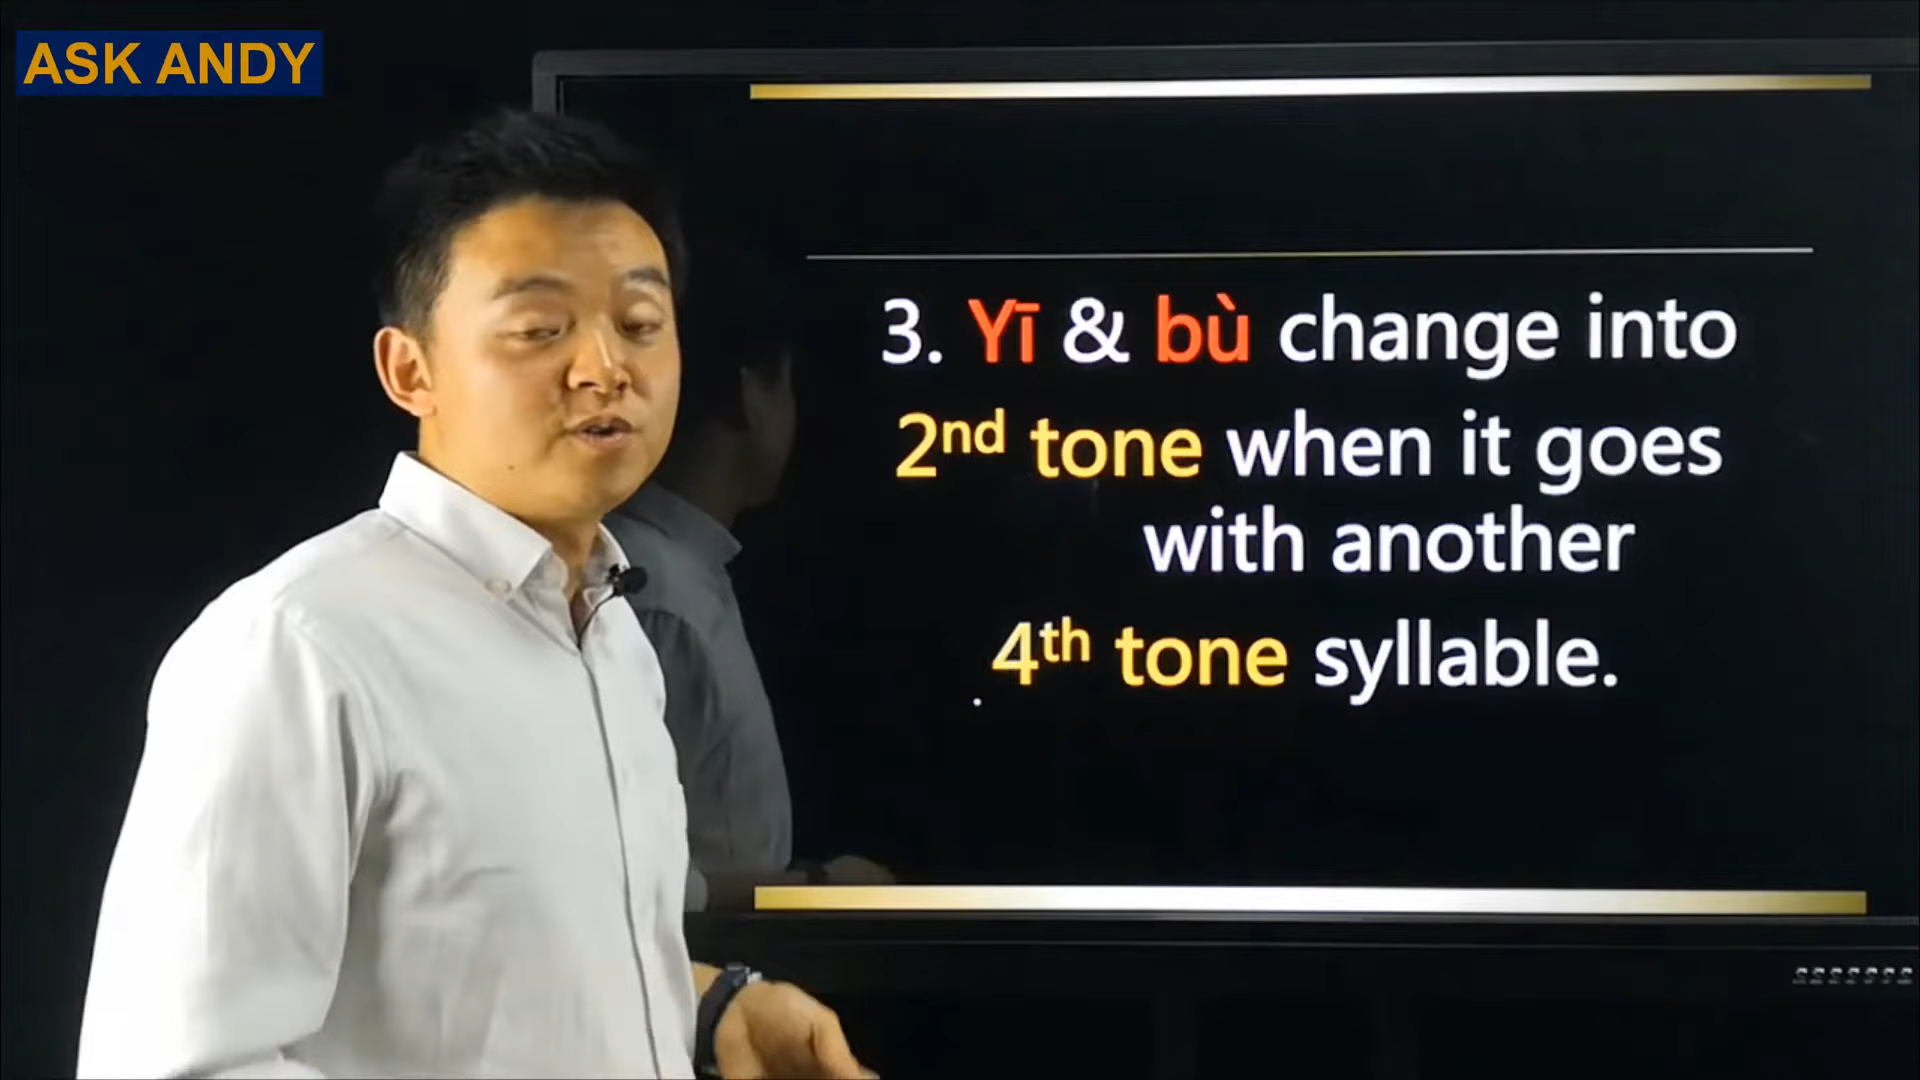 ASK ANDY
3. Yī & bù change into
2nd tone when it goes
with another
4th tone syllable.